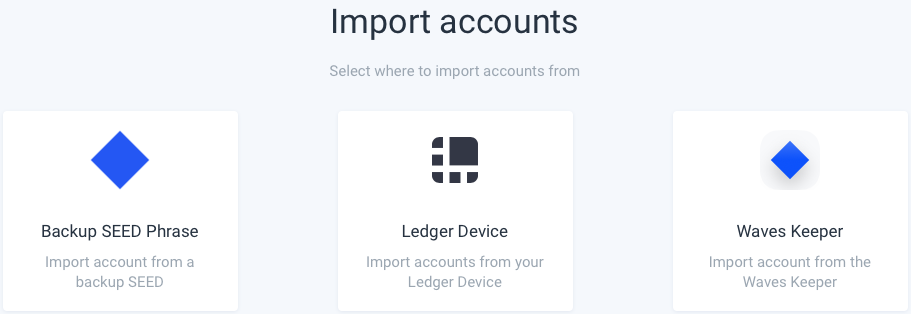 Import accounts
Select where to import accounts from
Backup SEED Phrase
Import account from a
backup SEED
Ledger Device
Import accounts from your
Ledger Device
Waves Keeper
Import account from the
Waves Keeper